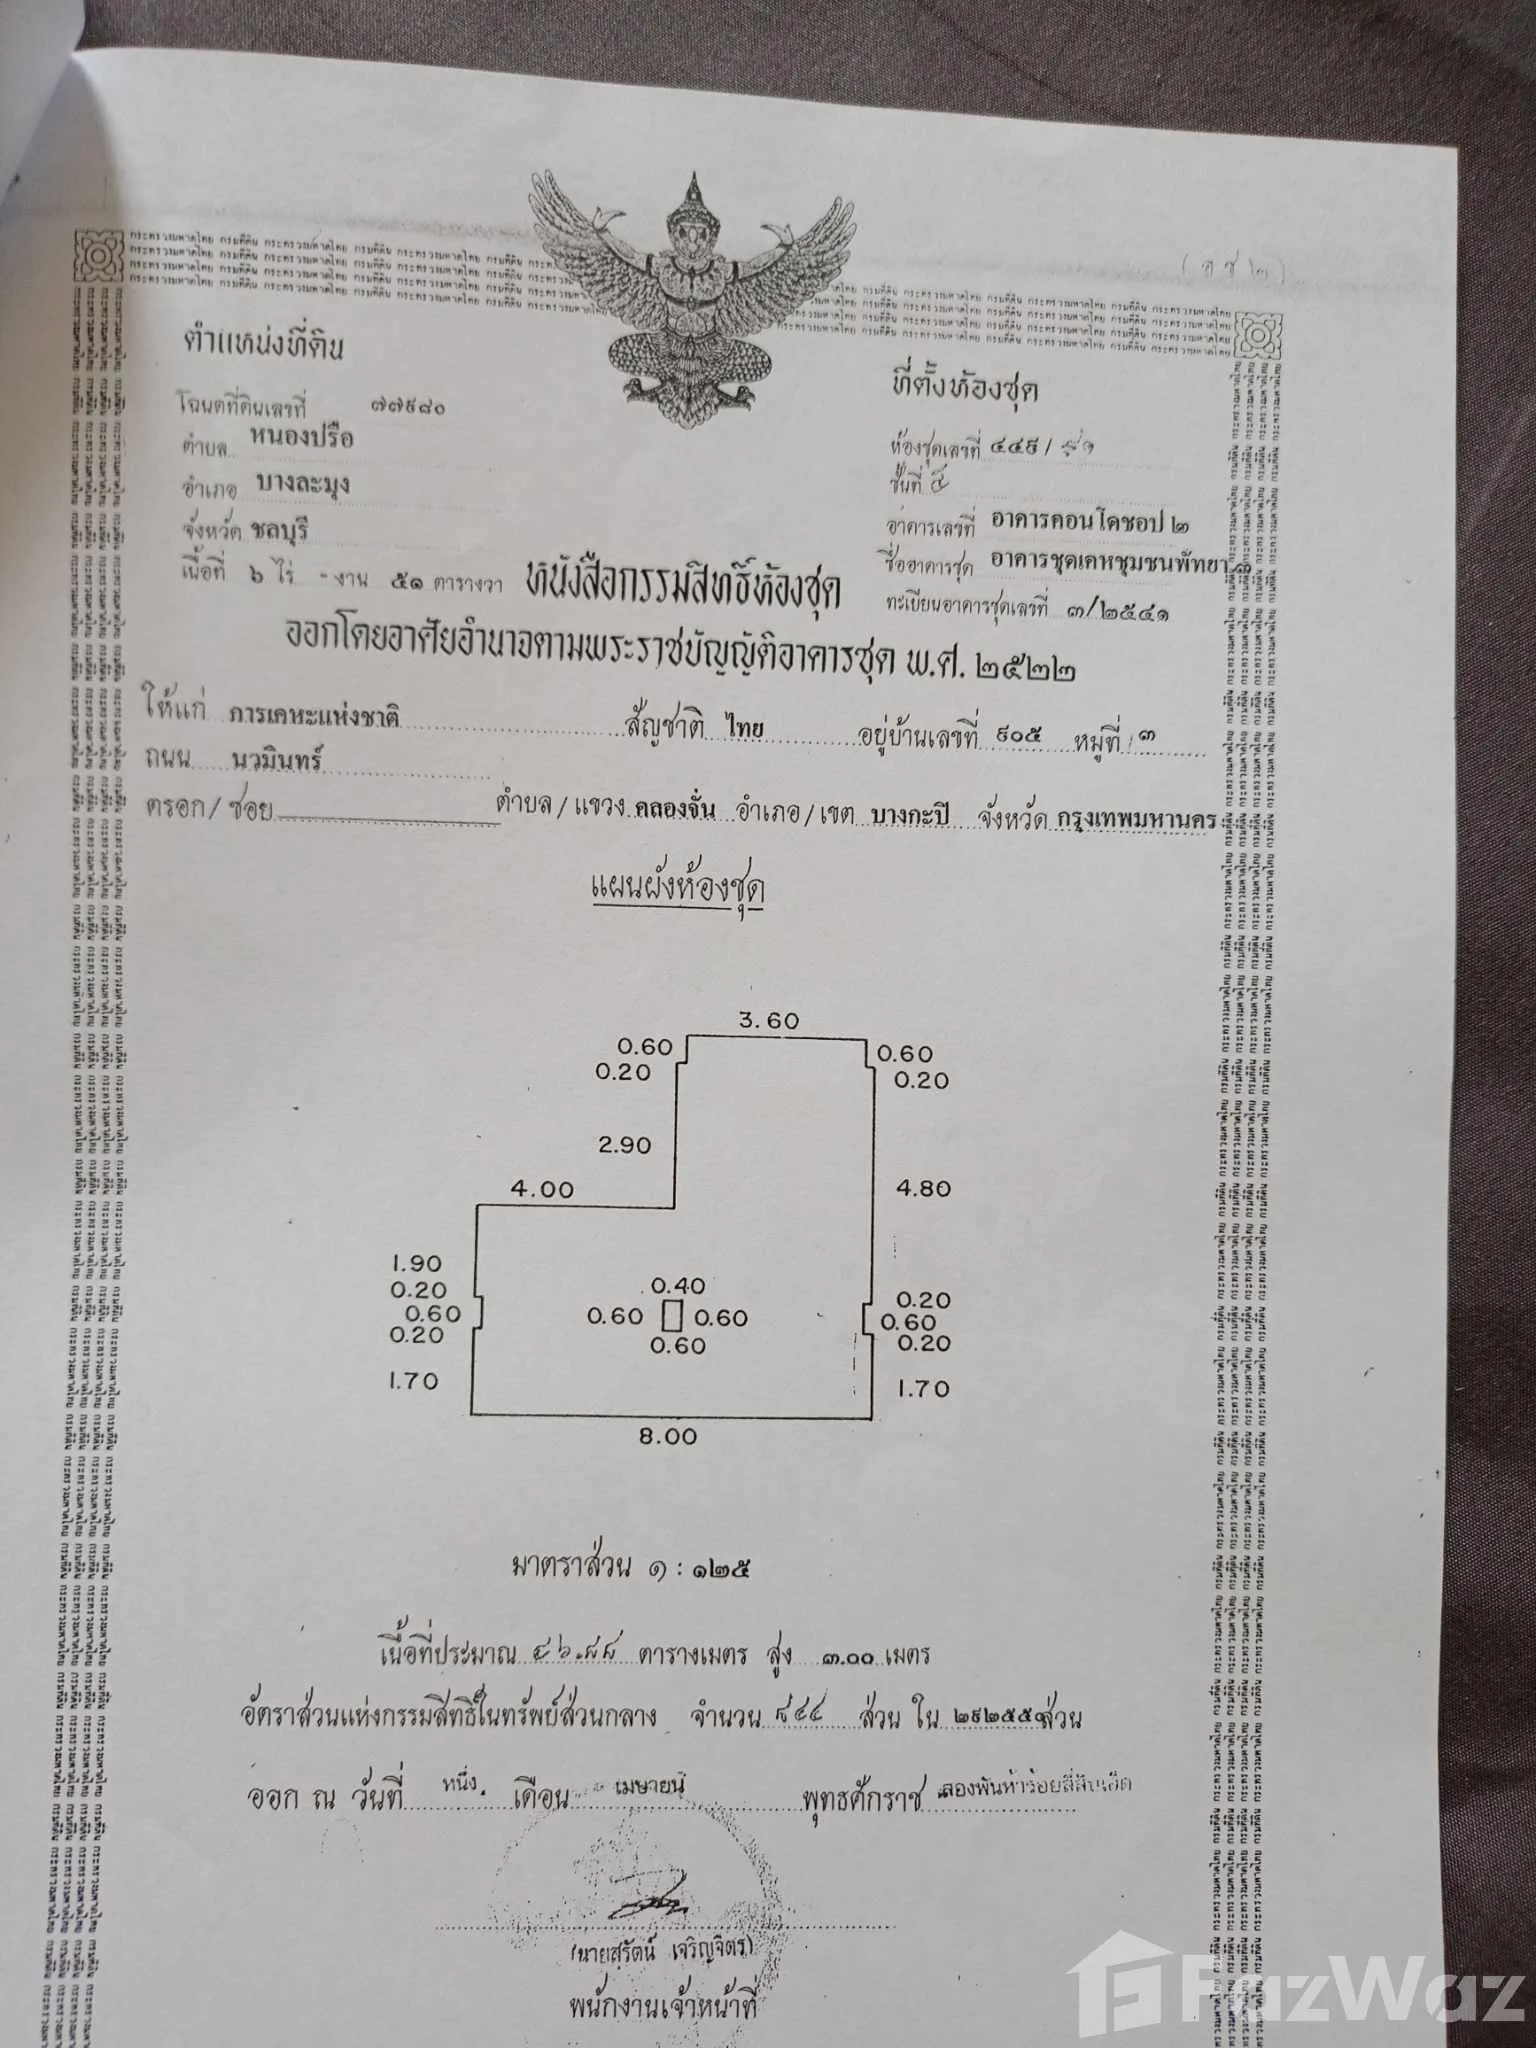 ตำแหน่งที่ดิน
โฉนดที่ดินเลขที่ ๗๗๙๘๐
ตำบล หนองปรือ
อำเภอ บางละมุง
จังหวัด ชลบุรี
เนื้อที่ ๖ ไร่ - งาน ๕๑ ตารางวา
ที่ตั้งห้องชุด
ห้องชุดเลขที่ ๔๔๕/
ชั้นที่
อาคารเลขที่ อาคารคอนโดชอป ๒
ชื่ออาคารชุด อาคารชุดเคหชุมชนพัทยา ๓
ทะเบียนอาคารชุดเลขที่ ๓/๒๕๔๑
หนังสือกรรมสิทธิ์ห้องชุด
ออกโดยอาศัยอำนาจตามพระราชบัญญัติอาคารชุด พ.ศ. ๒๕๒๒
ให้แก่ การเคหะแห่งชาติ สัญชาติ ไทย อยู่บ้านเลขที่ ๙๐๕ หมู่ที่ ๓
ถนน นวมินทร์
ตรอก/ซอย ตำบล/แขวง คลองจั่น อำเภอ/เขต บางกะปิ จังหวัด กรุงเทพมหานคร
แผนผังห้องชุด
3.60
0.60 0.60
0.20 0.20
2.90
4.00 4.80
1.90
0.20 0.40 0.20
0.60 0.60 0.60 0.60
0.20 0.60 0.20
1.70 1.70
8.00
มาตราส่วน ๑ : ๑๒๕
เนื้อที่ประมาณ ๔๖.๘๘ ตารางเมตร สูง ๓.๐๐ เมตร
อัตราส่วนแห่งกรรมสิทธิ์ในทรัพย์ส่วนกลาง จำนวน ส่วน ใน ส่วน
ออก ณ วันที่ หนึ่ง เดือน เมษายน พุทธศักราช สองพันห้าร้อยสี่สิบเอ็ด
(นายสุรัตน์ เจริญจิตร)
พนักงานเจ้าหน้าที่
FazWaz